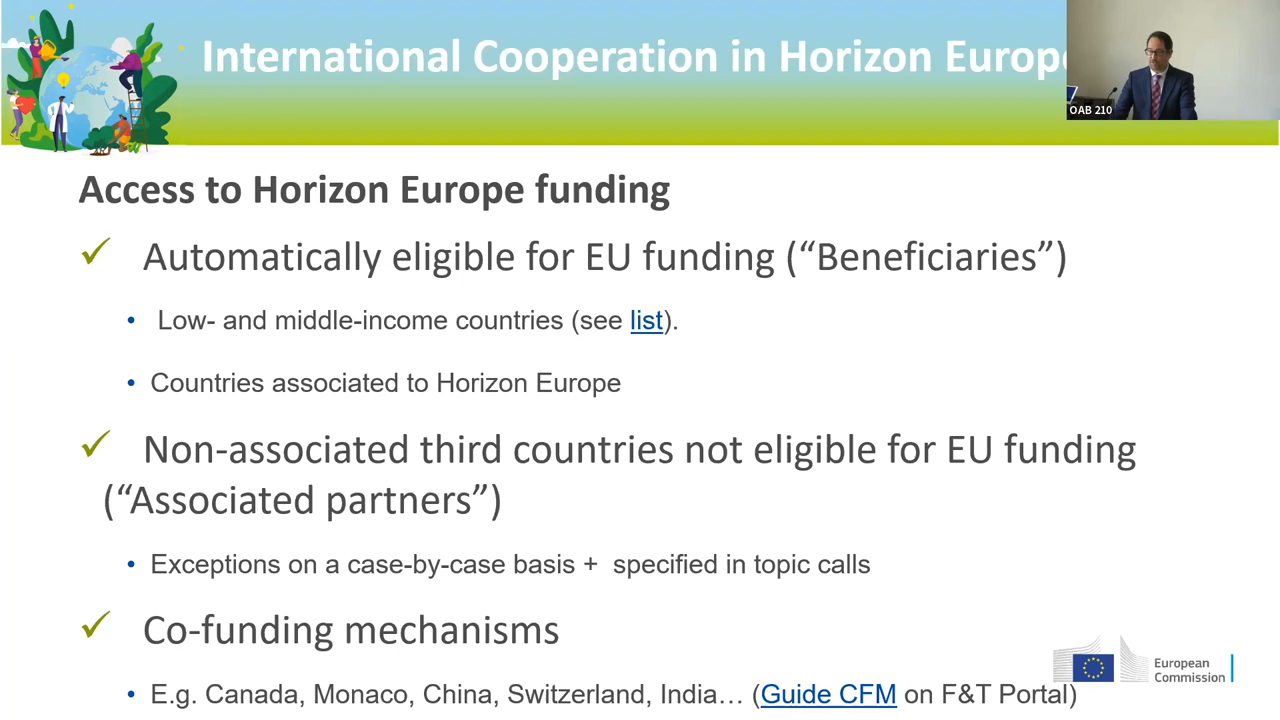 International Cooperation in Horizon Europe
OAB 210
Access to Horizon Europe funding
✓ Automatically eligible for EU funding (“Beneficiaries”)
• Low- and middle-income countries (see list).
• Countries associated to Horizon Europe
✓ Non-associated third countries not eligible for EU funding
(“Associated partners”)
• Exceptions on a case-by-case basis + specified in topic calls
✓ Co-funding mechanisms
• E.g. Canada, Monaco, China, Switzerland, India… (Guide CFM on F&T Portal)
European
Commission